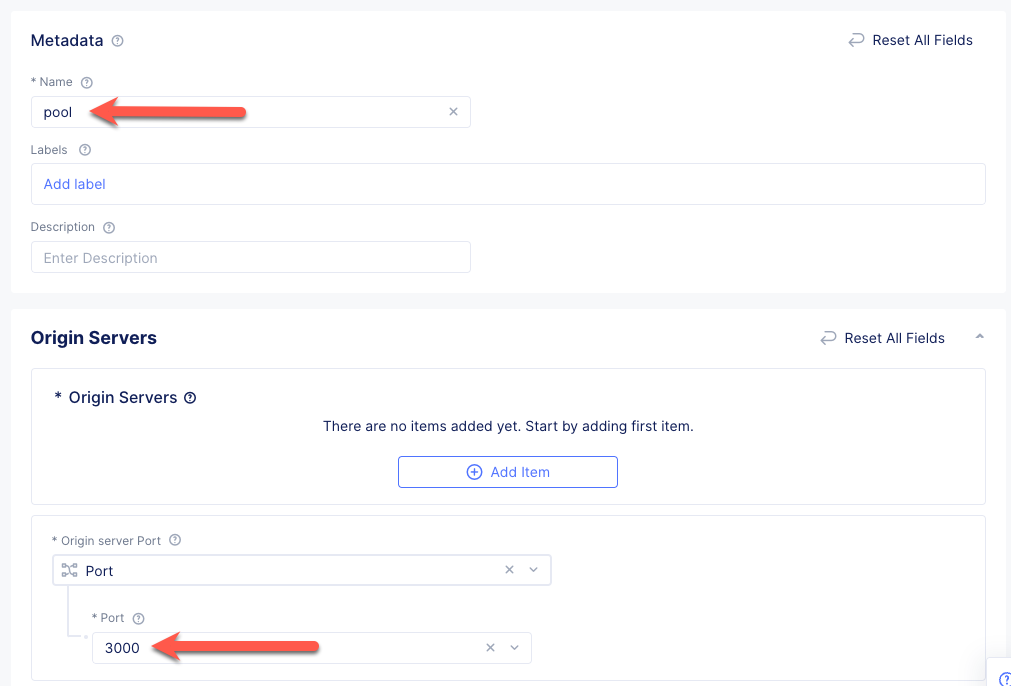 Metadata
Reset All Fields
* Name
pool
Labels
Add label
Description
Enter Description
Origin Servers
Reset All Fields
* Origin Servers
There are no items added yet. Start by adding first item.
Add Item
* Origin server Port
Port
* Port
3000